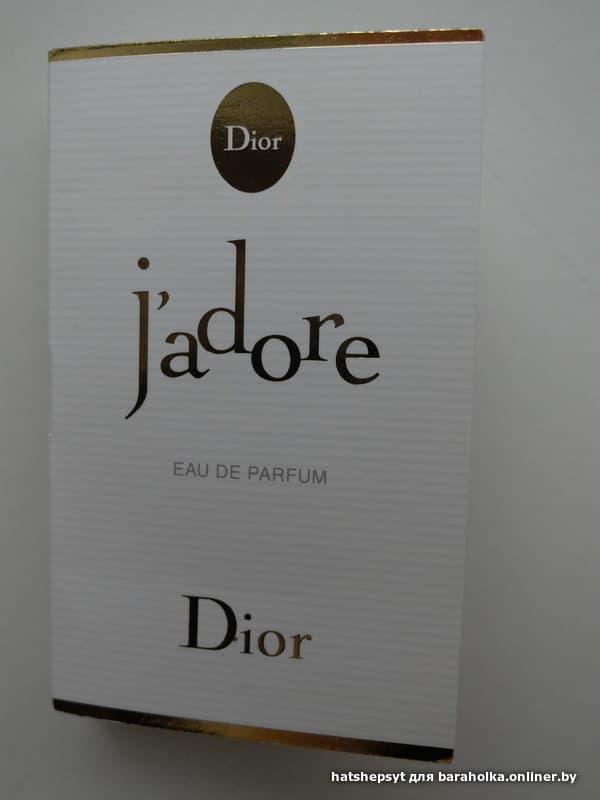 Dior
j'adore
EAU DE PARFUM
Dior
hatshepsyt для baraholka.onliner.by